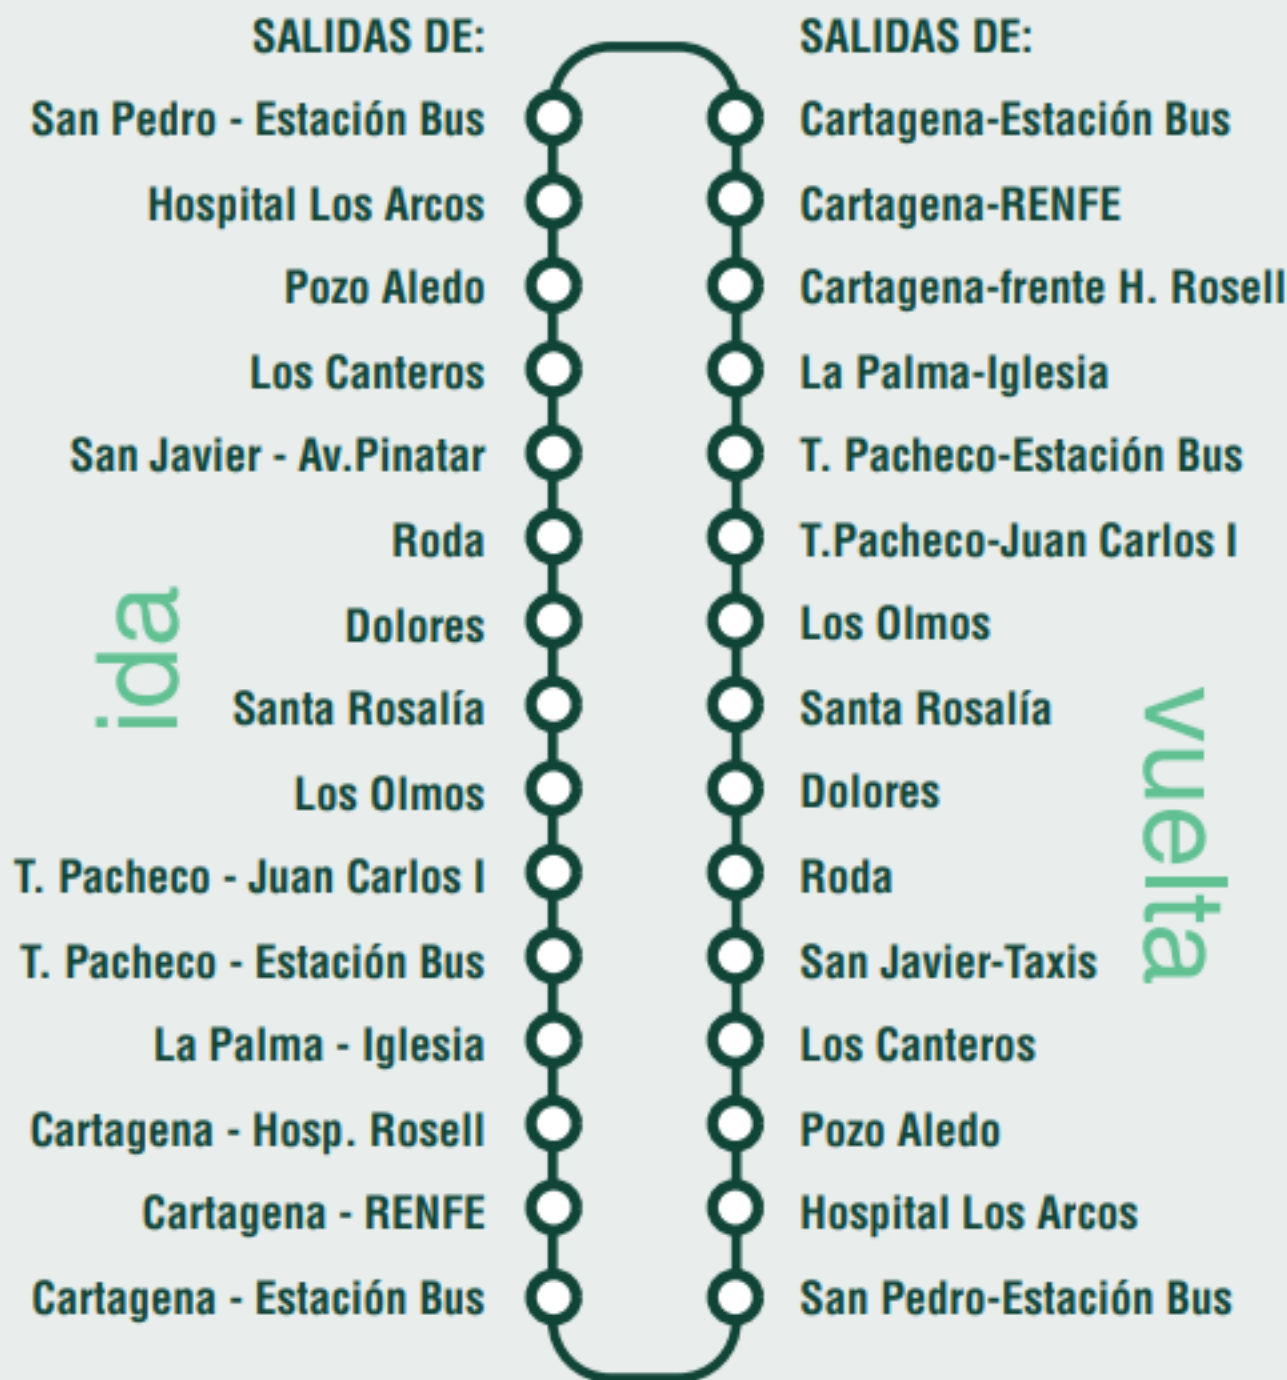 SALIDAS DE:
San Pedro - Estación Bus
Hospital Los Arcos
Pozo Aledo
Los Canteros
San Javier - Av.Pinatar
Roda
Dolores
Santa Rosalía
Los Olmos
T. Pacheco - Juan Carlos I
T. Pacheco - Estación Bus
La Palma - Iglesia
Cartagena - Hosp. Rosell
Cartagena - RENFE
Cartagena - Estación Bus
ida
SALIDAS DE:
Cartagena-Estación Bus
Cartagena-RENFE
Cartagena-frente H. Rosell
La Palma-Iglesia
T. Pacheco-Estación Bus
T.Pacheco-Juan Carlos I
Los Olmos
Santa Rosalía
Dolores
Roda
San Javier-Taxis
Los Canteros
Pozo Aledo
Hospital Los Arcos
San Pedro-Estación Bus
vuelta